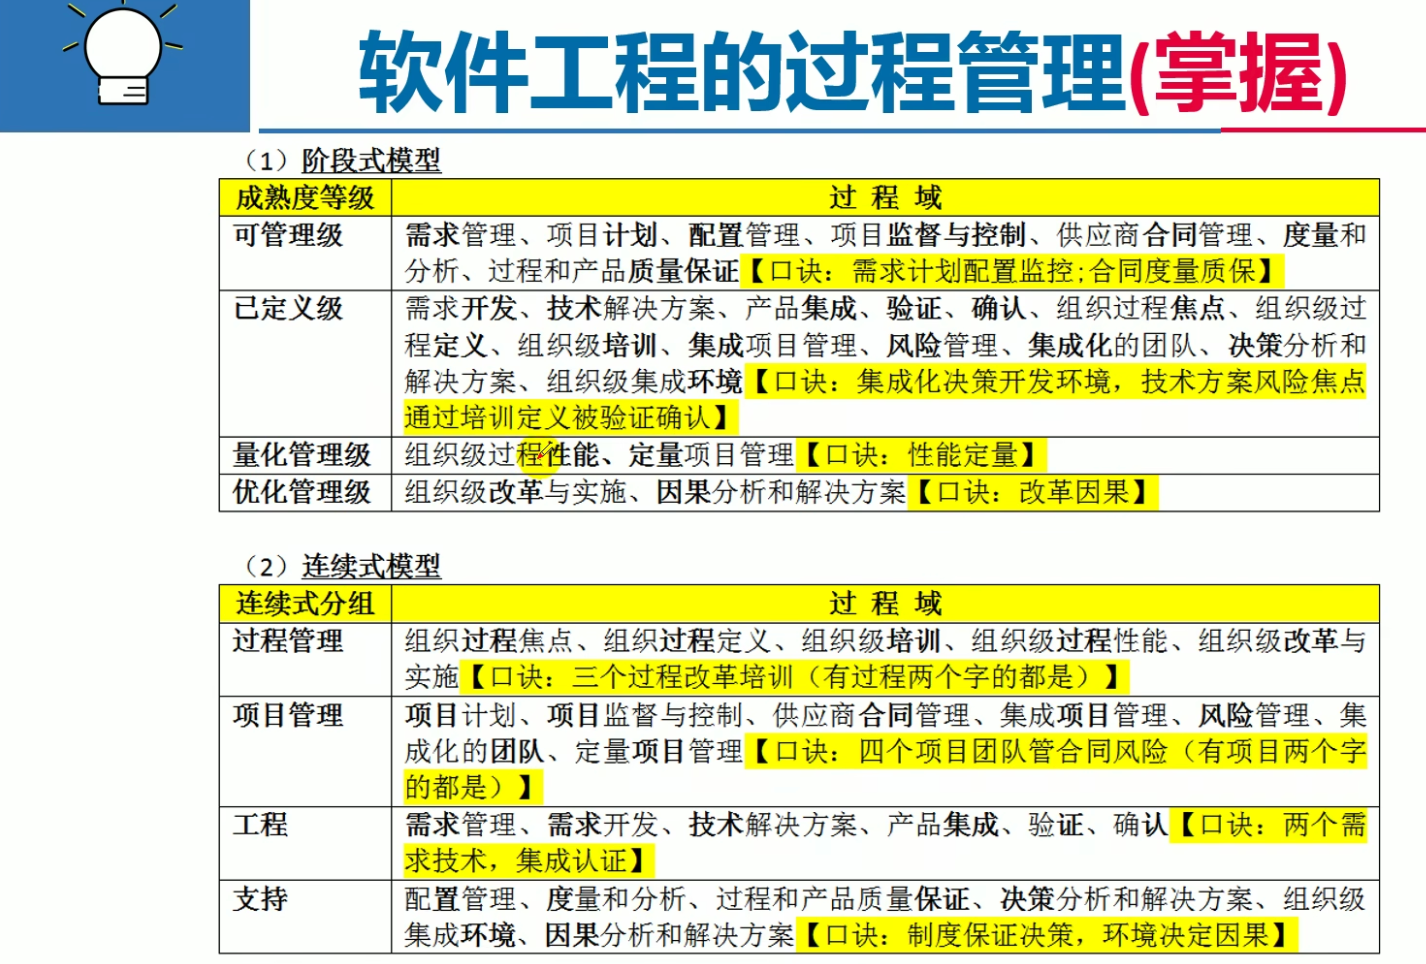 软件工程的过程管理(掌握)
（1）阶段式模型
成熟度等级 过 程 域
可管理级 需求管理、项目计划、配置管理、项目监督与控制、供应商合同管理、度量和
分析、过程和产品质量保证【口诀：需求计划配置监控;合同度量质保】
已定义级 需求开发、技术解决方案、产品集成、验证、确认、组织过程焦点、组织级过
程定义、组织级培训、集成项目管理、风险管理、集成化的团队、决策分析和
解决方案、组织级集成环境【口诀：集成化决策开发环境，技术方案风险焦点
通过培训定义被验证确认】
量化管理级 组织级过程性能、定量项目管理【口诀：性能定量】
优化管理级 组织级改革与实施、因果分析和解决方案【口诀：改革因果】
（2）连续式模型
连续式分组 过 程 域
过程管理 组织过程焦点、组织过程定义、组织级培训、组织级过程性能、组织级改革与
实施【口诀：三个过程改革培训（有过程两个字的都是）】
项目管理 项目计划、项目监督与控制、供应商合同管理、集成项目管理、风险管理、集
成化的团队、定量项目管理【口诀：四个项目团队管合同风险（有项目两个字
的都是）】
工程 需求管理、需求开发、技术解决方案、产品集成、验证、确认【口诀：两个需
求技术，集成认证】
支持 配置管理、度量和分析、过程和产品质量保证、决策分析和解决方案、组织级
集成环境、因果分析和解决方案【口诀：制度保证决策，环境决定因果】